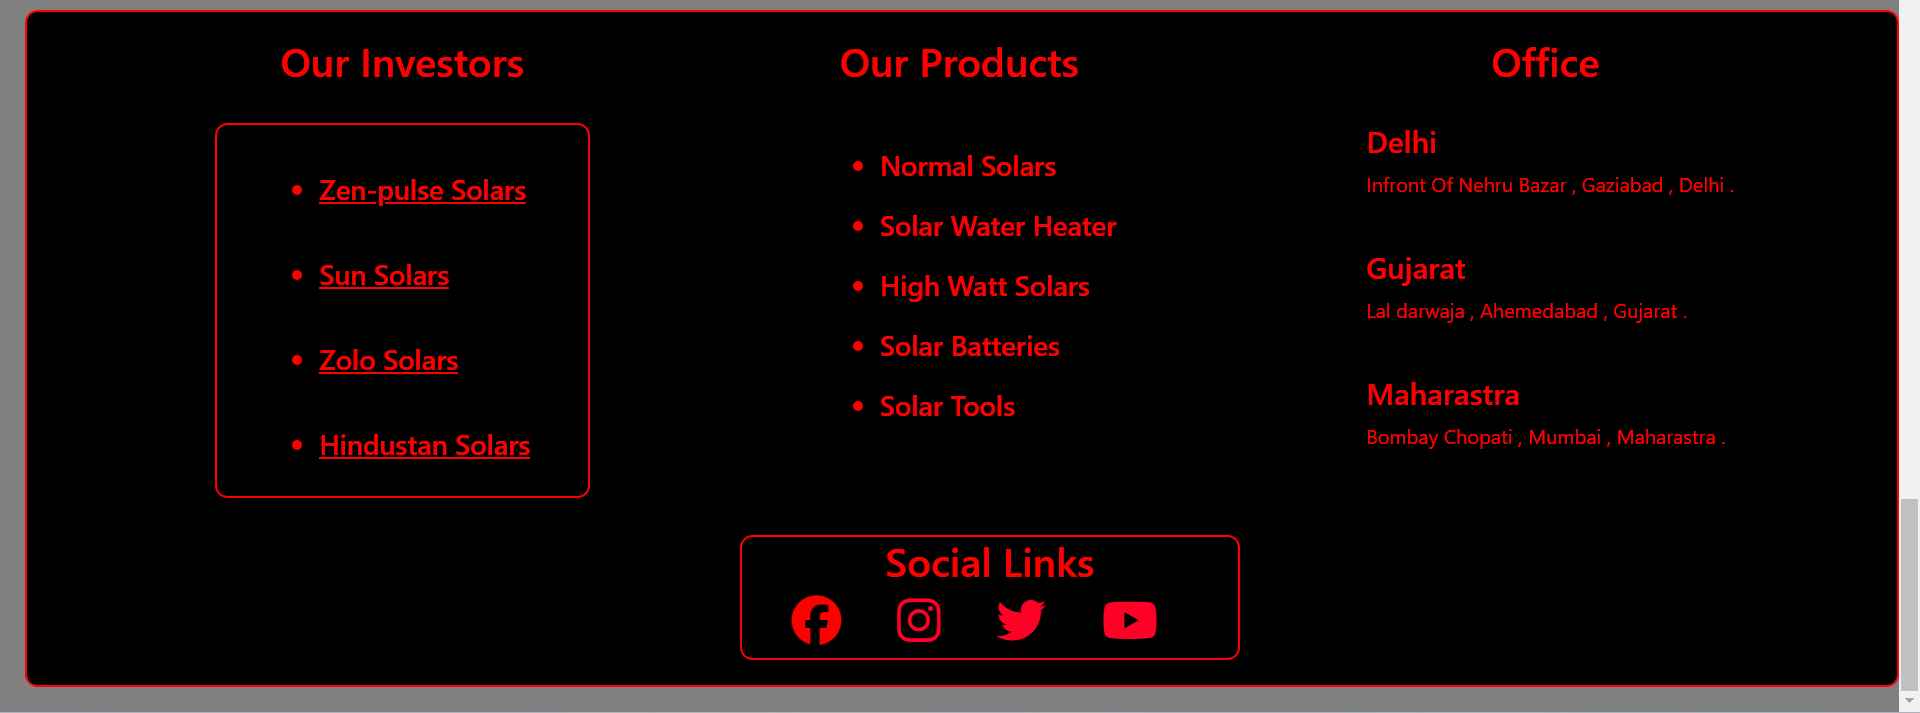 Our Investors
Zen-pulse Solars
Sun Solars
Zolo Solars
Hindustan Solars
Our Products
Normal Solars
Solar Water Heater
High Watt Solars
Solar Batteries
Solar Tools
Office
Delhi
Infront Of Nehru Bazar , Gaziabad , Delhi .
Gujarat
Lal darwaja , Ahemedabad , Gujarat .
Maharastra
Bombay Chopati , Mumbai , Maharastra .
Social Links